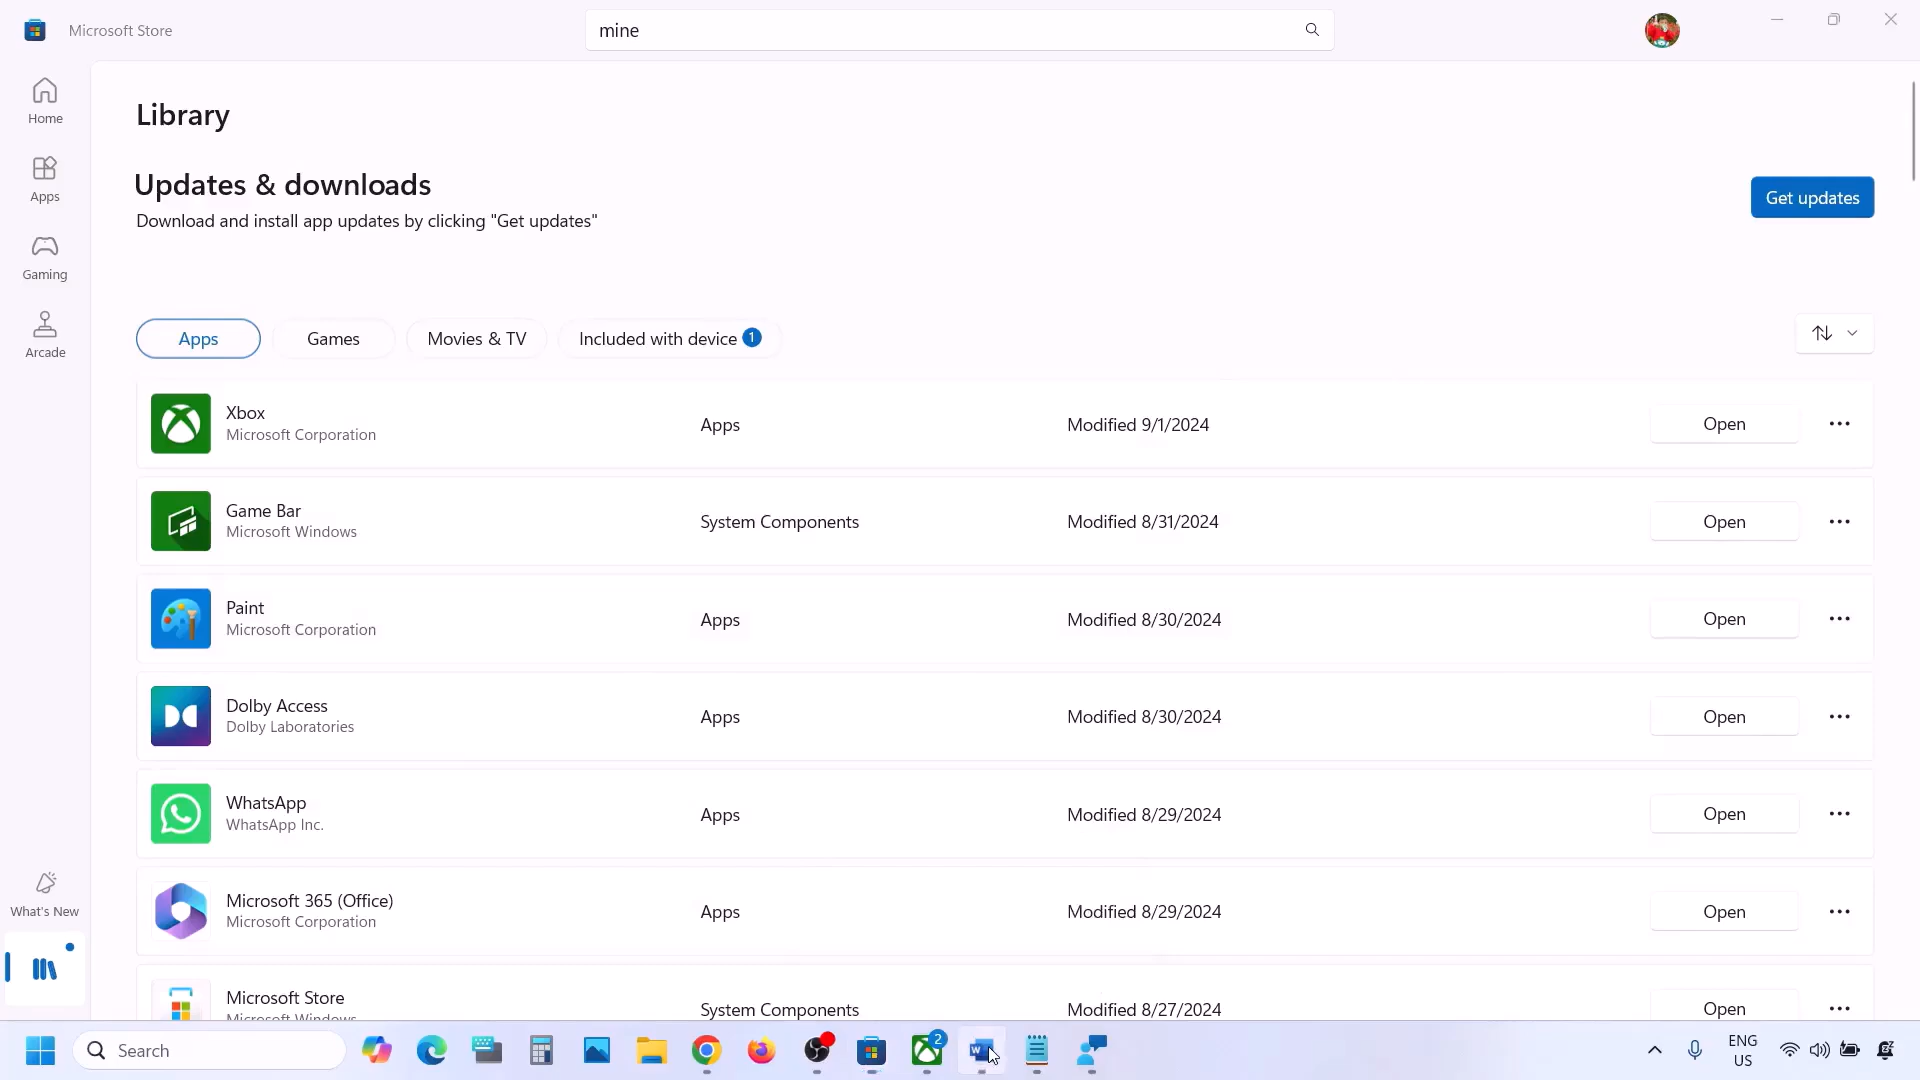 Microsoft Store
mine
Home
Apps
Gaming
Arcade
What's New
Library
Updates & downloads
Download and install app updates by clicking "Get updates"
Get updates
Apps
Games
Movies & TV
Included with device 1
Xbox
Microsoft Corporation
Apps
Modified 9/1/2024
Open
Game Bar
Microsoft Windows
System Components
Modified 8/31/2024
Open
Paint
Microsoft Corporation
Apps
Modified 8/30/2024
Open
Dolby Access
Dolby Laboratories
Apps
Modified 8/30/2024
Open
WhatsApp
WhatsApp Inc.
Apps
Modified 8/29/2024
Open
Microsoft 365 (Office)
Microsoft Corporation
Apps
Modified 8/29/2024
Open
Microsoft Store
Microsoft Windows
System Components
Modified 8/27/2024
Open
Search
2
W
ENG
US